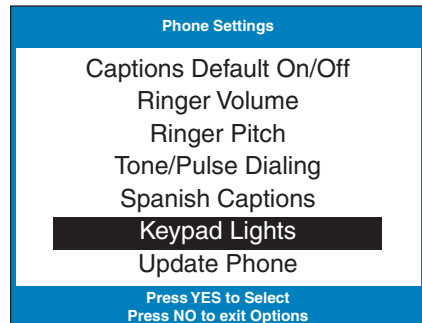 Phone Settings
Captions Default On/Off
Ringer Volume
Ringer Pitch
Tone/Pulse Dialing
Spanish Captions
Keypad Lights
Update Phone
Press YES to Select
Press NO to exit Options